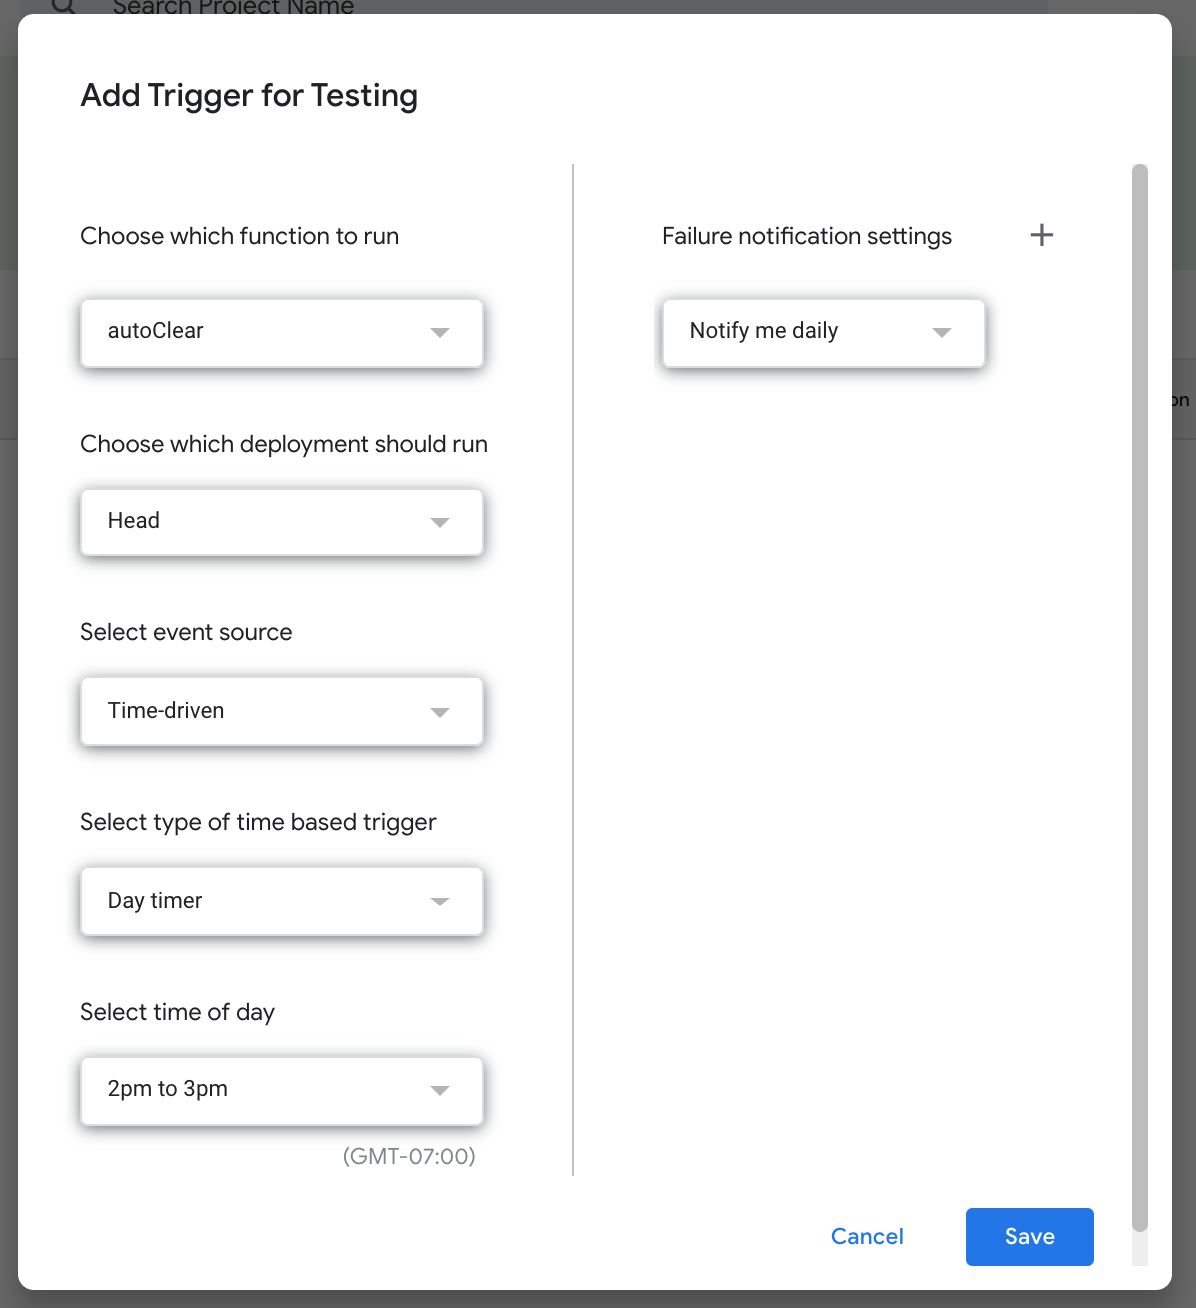 Search Project Name
Add Trigger for Testing
Choose which function to run
autoClear
Choose which deployment should run
Head
Select event source
Time-driven
Select type of time based trigger
Day timer
Select time of day
2pm to 3pm
(GMT-07:00)
Failure notification settings
Notify me daily
on
Cancel
Save